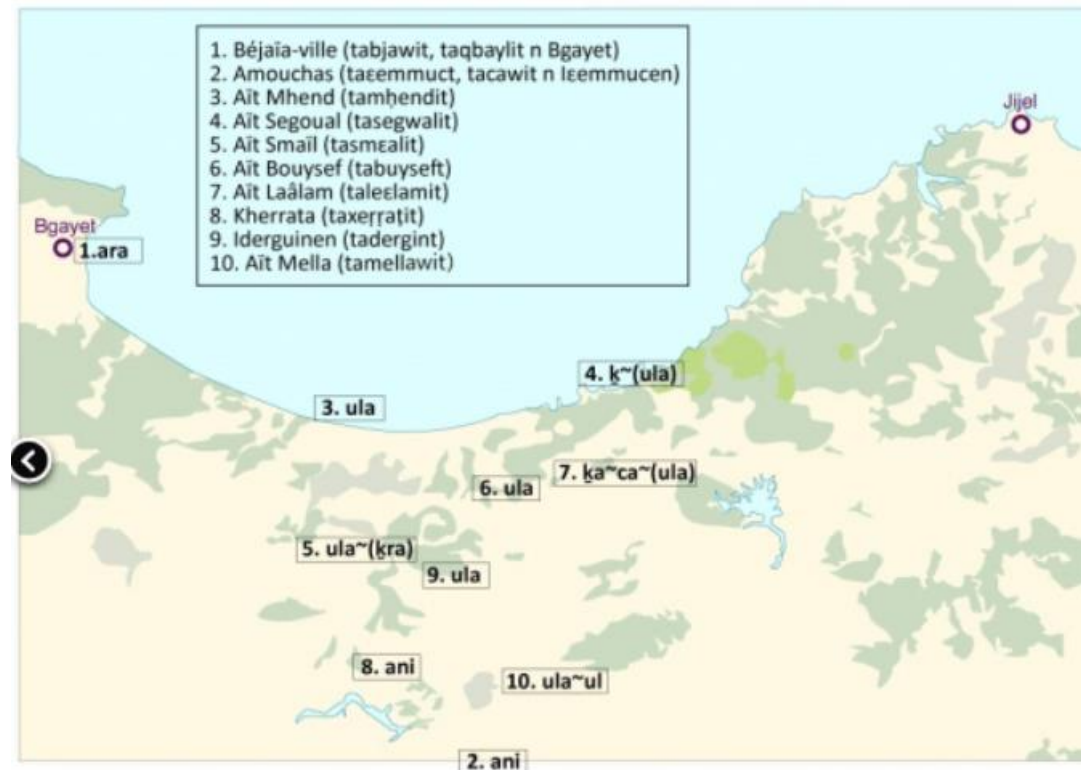 1. Béjaïa-ville (tabjawit, taqbaylit n Bgayet)
2. Amouchas (taɛemmuct, tacawit n Iɛemmucen)
3. Aït Mhend (tamḥendit)
4. Aït Segoual (tasegwalit)
5. Aït Smaïl (tasmɛalit)
6. Aït Bouysef (tabuyseft)
7. Aït Laâlam (taleɛlamit)
8. Kherrata (taxeṛṛaṭit)
9. Iderguinen (tadergint)
10. Aït Mella (tamellawit)
Jijel
Bgayet
1.ara
4. ḵ~(ula)
3. ula
7. ḵa~ca~(ula)
6. ula
5. ula~(ḵra)
9. ula
8. ani
10. ula~ul
2. ani